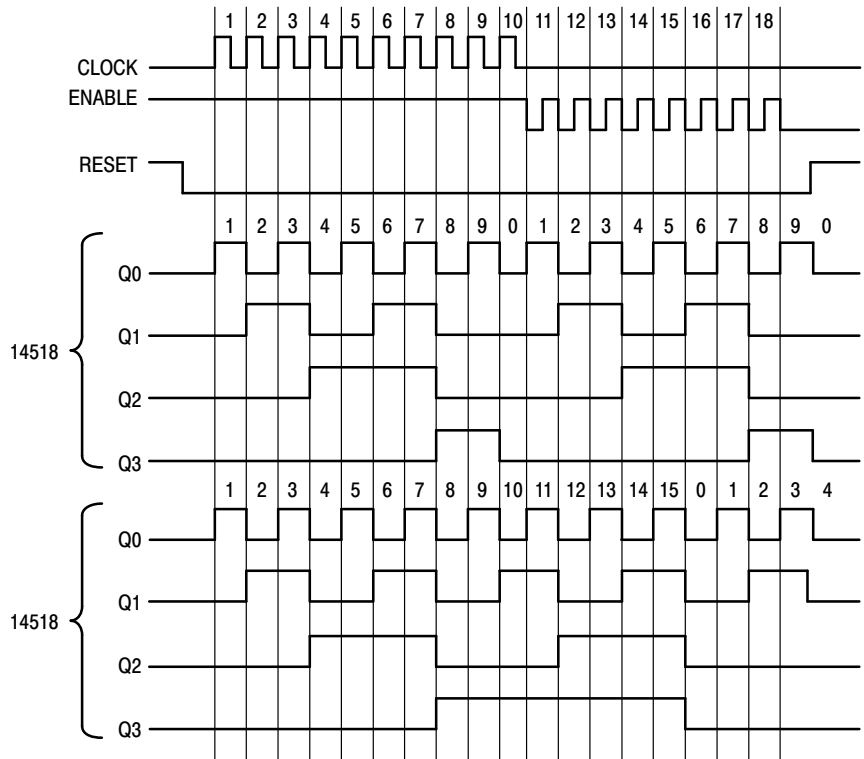 1 2 3 4 5 6 7 8 9 10 11 12 13 14 15 16 17 18
CLOCK
ENABLE
RESET
1 2 3 4 5 6 7 8 9 0 1 2 3 4 5 6 7 8 9 0
Q0
Q1
14518
Q2
Q3
1 2 3 4 5 6 7 8 9 10 11 12 13 14 15 0 1 2 3 4
Q0
Q1
14518
Q2
Q3